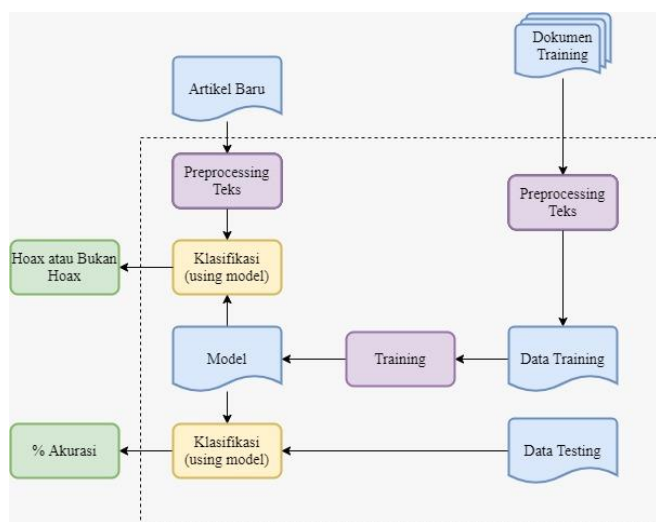 Dokumen
Training
Artikel Baru
Preprocessing
Teks
Preprocessing
Teks
Hoax atau Bukan
Hoax
Klasifikasi
(using model)
Model
Training
Data Training
% Akurasi
Klasifikasi
(using model)
Data Testing